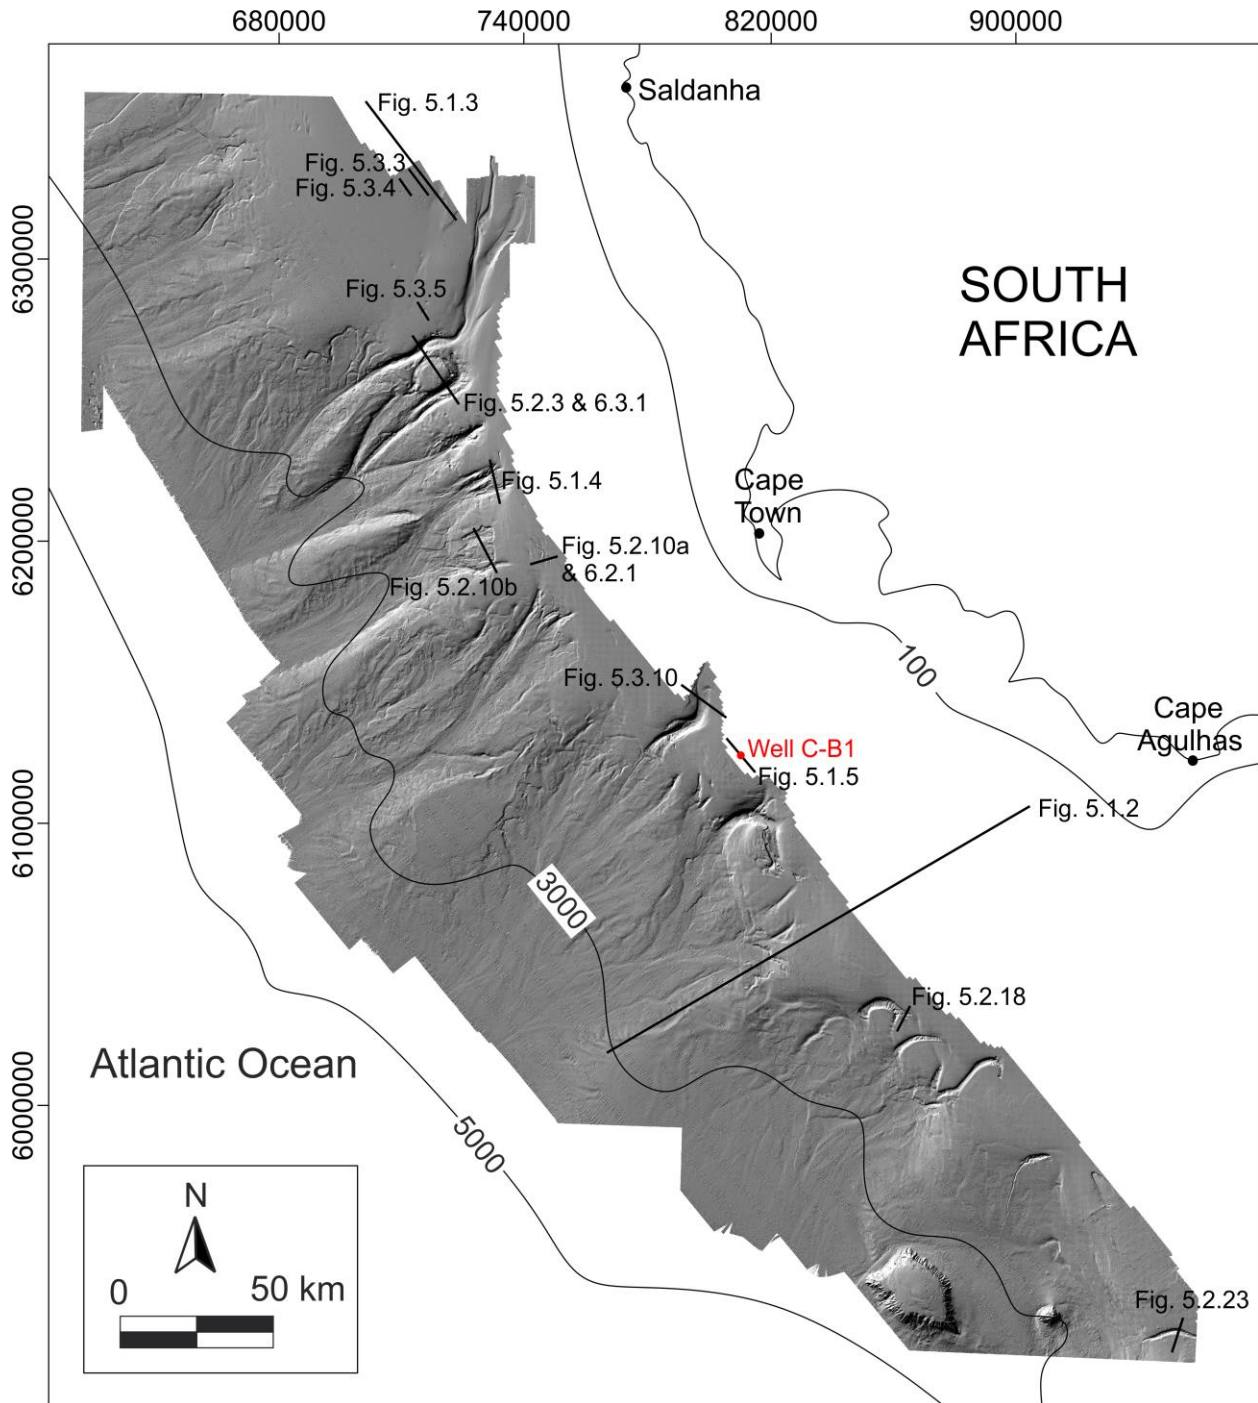 680000 740000 820000 900000
Saldanha
Fig. 5.1.3
Fig. 5.3.3
Fig. 5.3.4
6300000
SOUTH
AFRICA
Fig. 5.3.5
Fig. 5.2.3 & 6.3.1
Fig. 5.1.4
Cape
Town
6200000
Fig. 5.2.10a
& 6.2.1
Fig. 5.2.10b
100
Fig. 5.3.10
Cape
Agulhas
Well C-B1
Fig. 5.1.5
Fig. 5.1.2
6100000
3000
Fig. 5.2.18
Atlantic Ocean
6000000
5000
N
0 50 km
Fig. 5.2.23